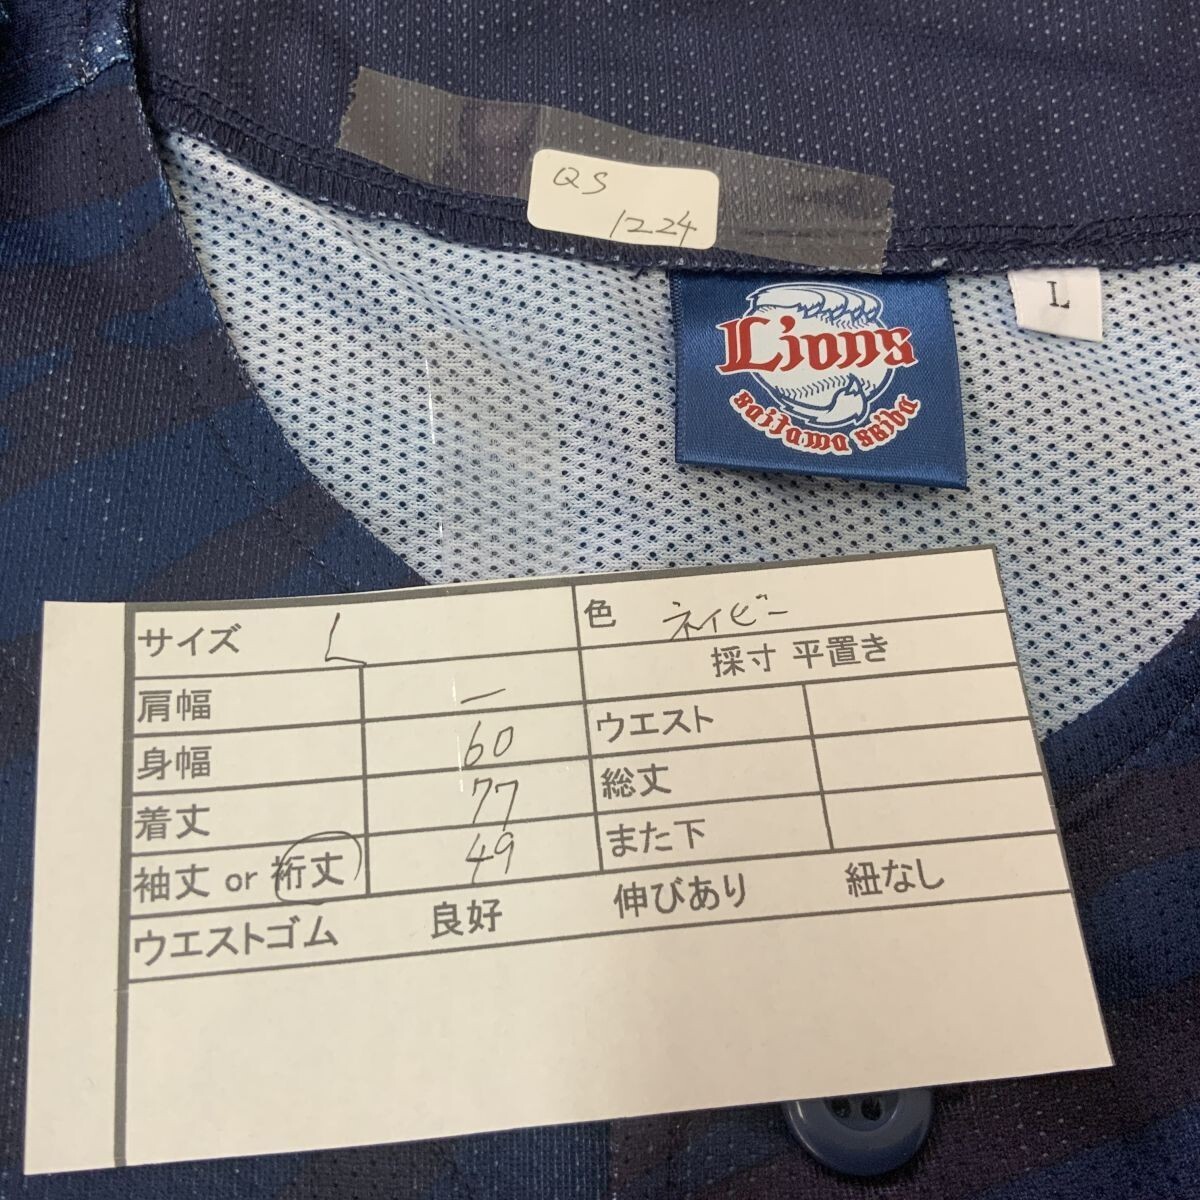 QS
1224
L
Lions
saitama seibu
サイズ L 色 ネイビー
採寸 平置き
肩幅 ー ウエスト
身幅 60 総丈
着丈 77 また下
袖丈 or 裄丈 49
ウエストゴム 良好 伸びあり 紐なし